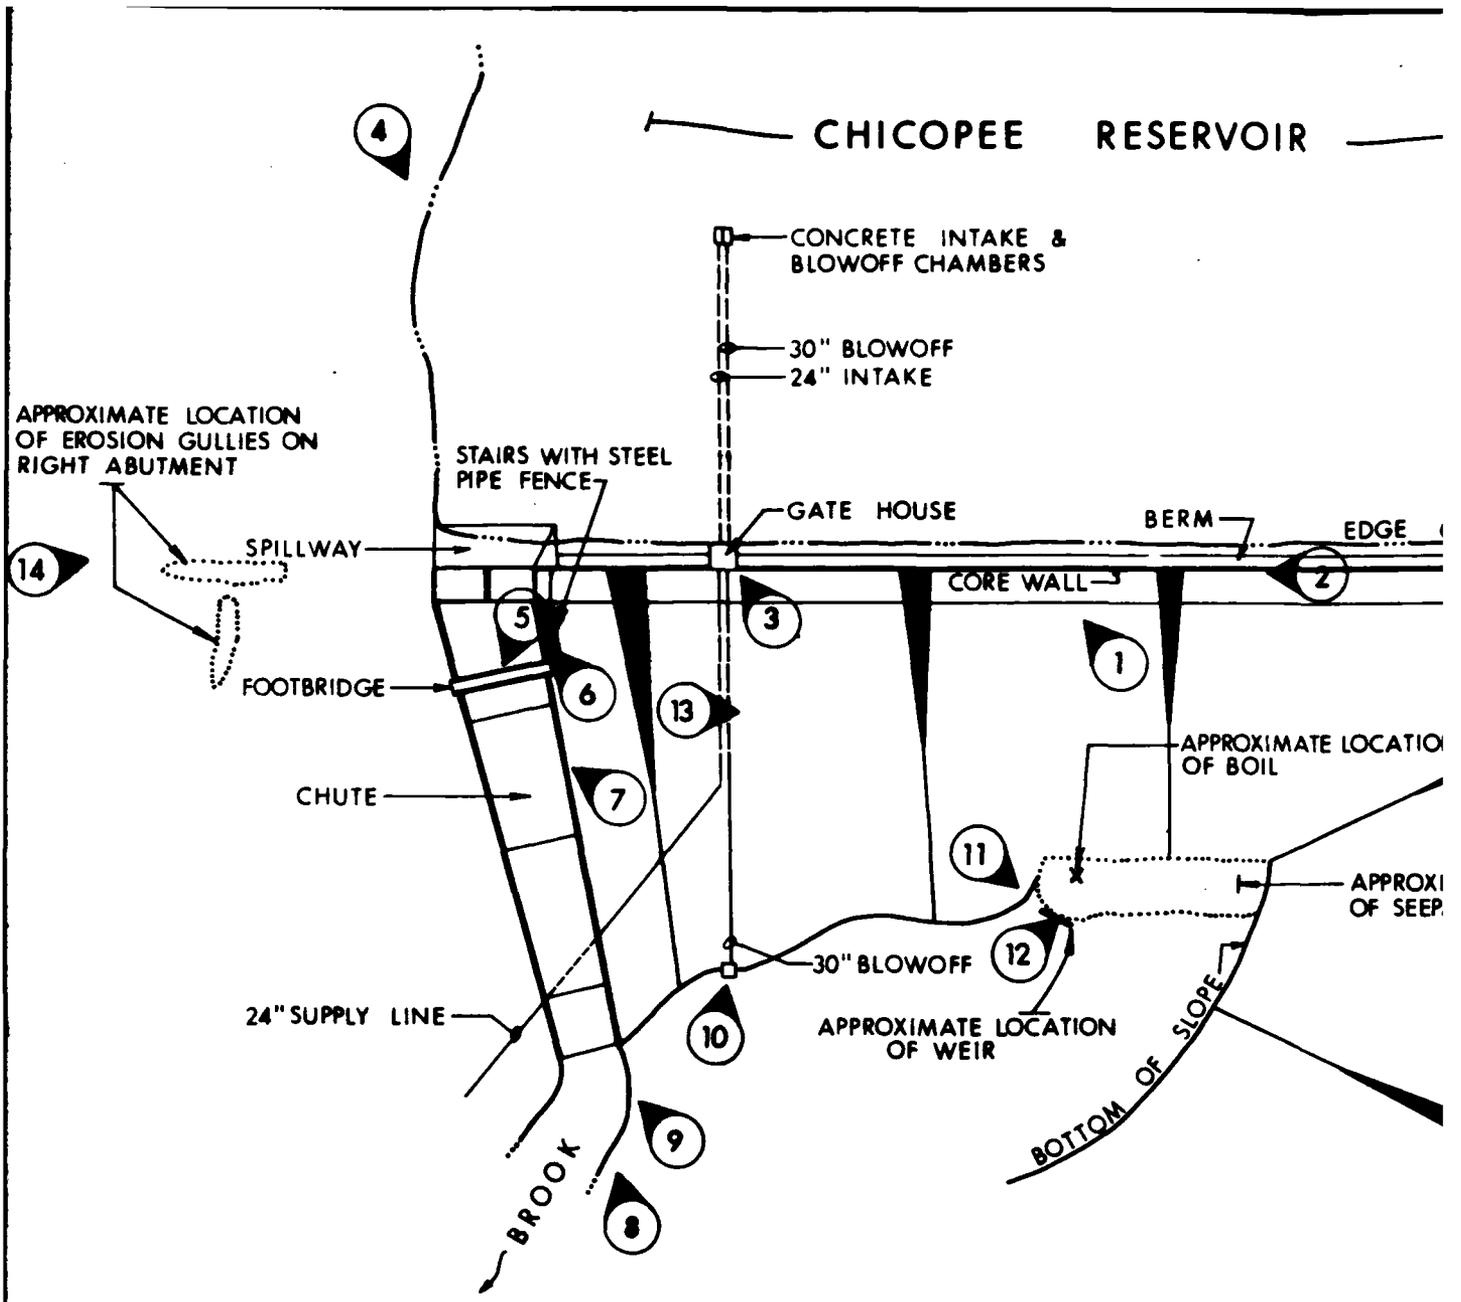 4
CHICOPEE RESERVOIR
CONCRETE INTAKE &
BLOWOFF CHAMBERS
30" BLOWOFF
24" INTAKE
APPROXIMATE LOCATION
OF EROSION GULLIES ON
RIGHT ABUTMENT
STAIRS WITH STEEL
PIPE FENCE
GATE HOUSE
BERM
EDGE
SPILLWAY
14
CORE WALL
2
5
3
1
FOOTBRIDGE
6
13
APPROXIMATE LOCATIO
OF BOIL
CHUTE
7
11
APPROXI
OF SEEP
12
30" BLOWOFF
24" SUPPLY LINE
10
APPROXIMATE LOCATION
OF WEIR
BOTTOM OF SLOPE
9
BROOK
8